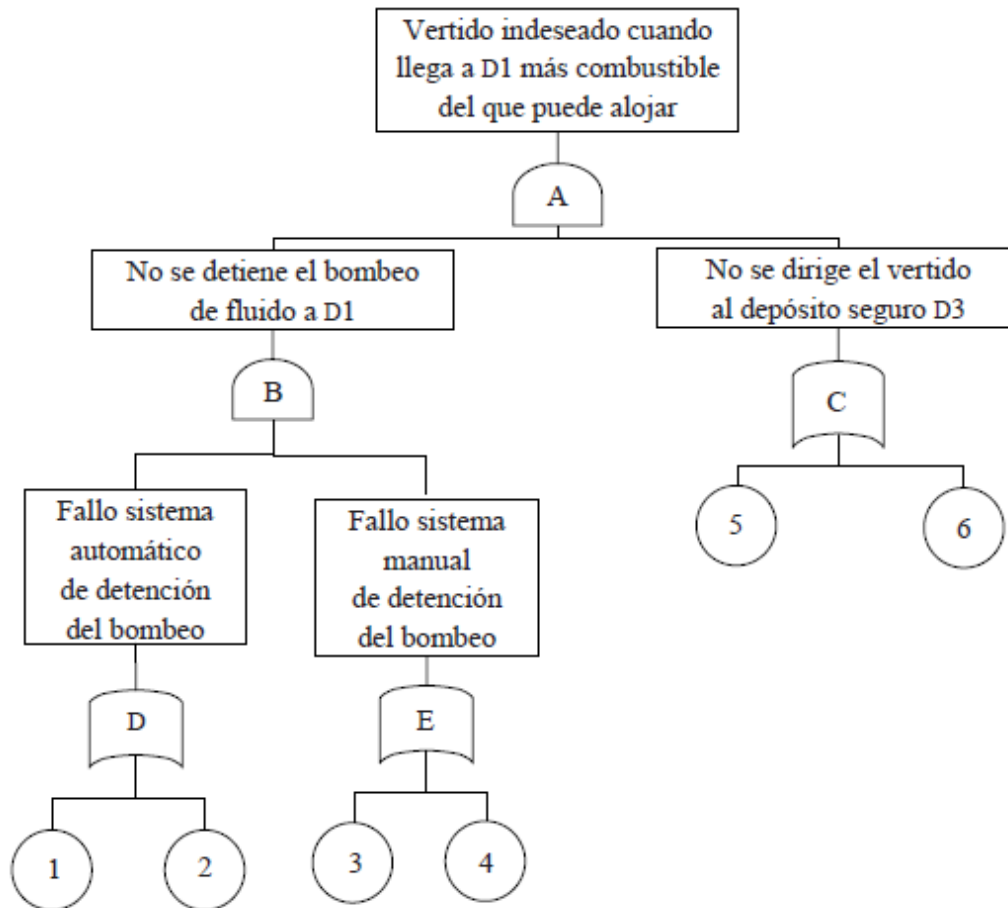 Vertido indeseado cuando
llega a D1 más combustible
del que puede alojar
A
No se detiene el bombeo
de fluido a D1
No se dirige el vertido
al depósito seguro D3
B
C
Fallo sistema
automático
de detención
del bombeo
Fallo sistema
manual
de detención
del bombeo
5
6
D
E
1
2
3
4